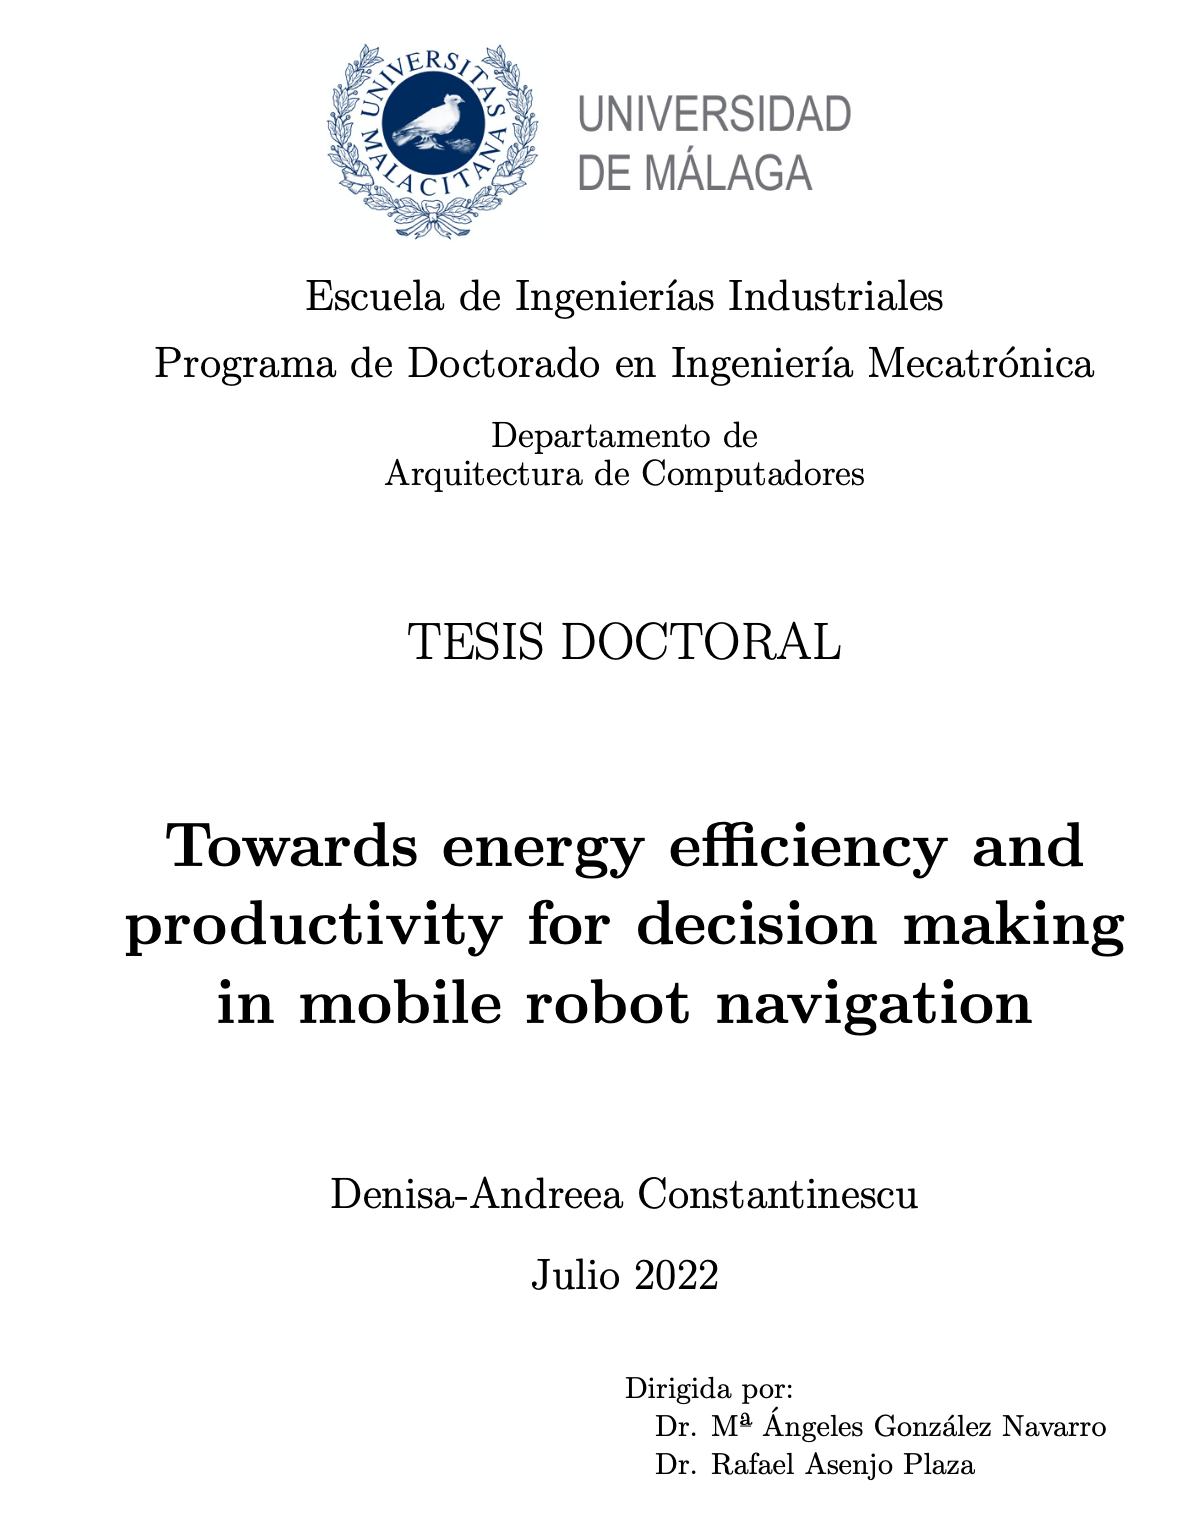 UNIVERSITAS MALACITANA
UNIVERSIDAD
DE MÁLAGA
Escuela de Ingenierías Industriales
Programa de Doctorado en Ingeniería Mecatrónica
Departamento de
Arquitectura de Computadores
TESIS DOCTORAL
Towards energy efficiency and
productivity for decision making
in mobile robot navigation
Denisa-Andreea Constantinescu
Julio 2022
Dirigida por:
Dr. Mª Ángeles González Navarro
Dr. Rafael Asenjo Plaza